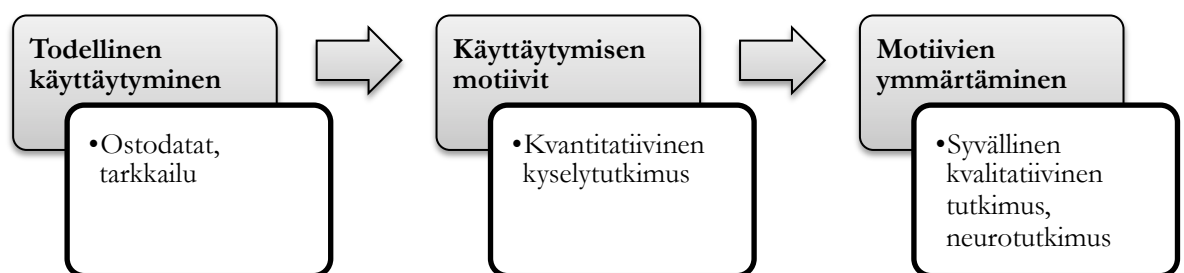 Todellinen
käyttäytyminen
•Ostodatat,
tarkkailu
Käyttäytymisen
motiivit
•Kvantitatiivinen
kyselytutkimus
Motiivien
ymmärtäminen
•Syvällinen
kvalitatiivinen
tutkimus,
neurotutkimus